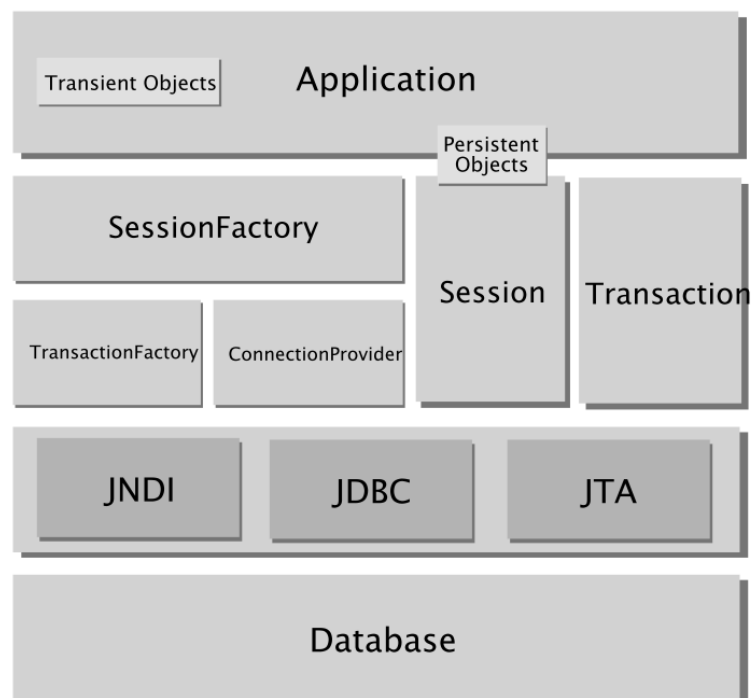 Transient Objects
Application
Persistent
Objects
SessionFactory
Session
Transaction
TransactionFactory
ConnectionProvider
JNDI
JDBC
JTA
Database